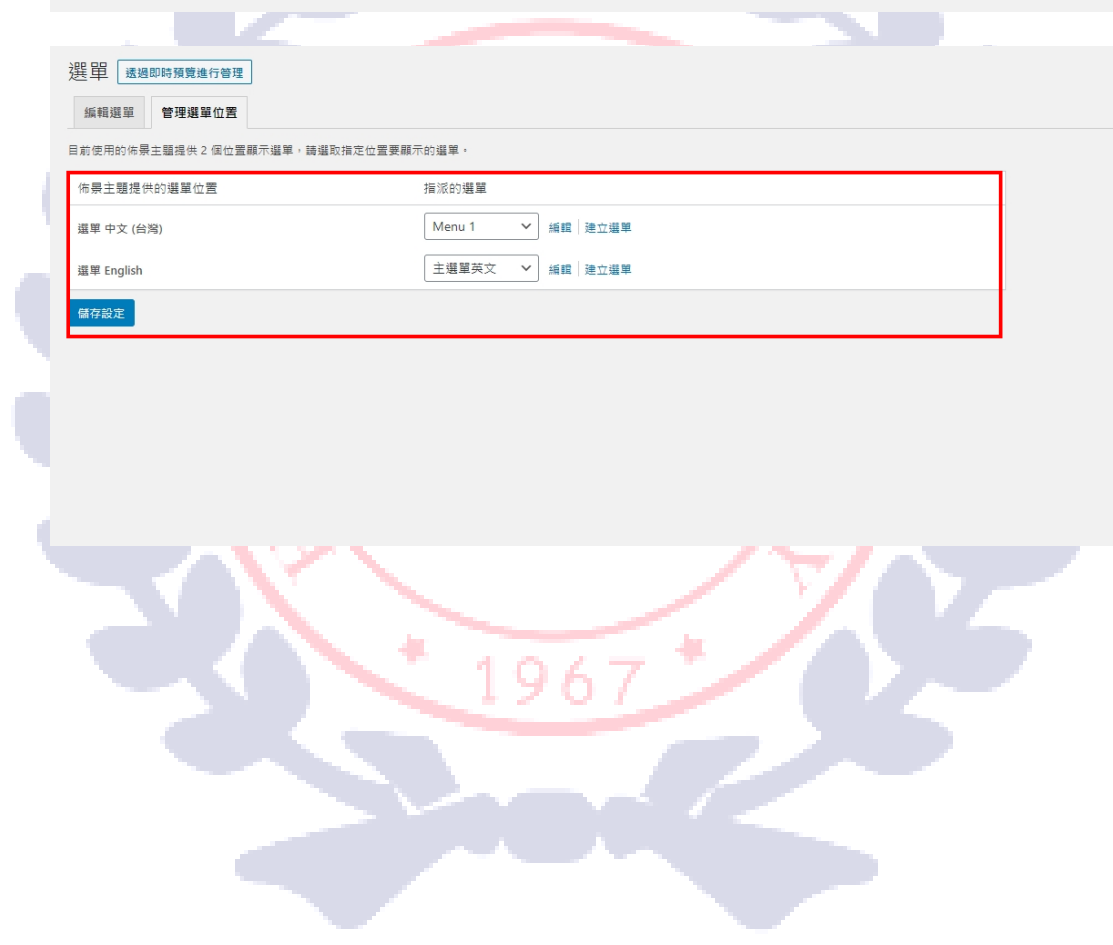 選單 透過即時預覽進行管理
編輯選單 管理選單位置
目前使用的佈景主題提供 2 個位置顯示選單,請選取指定位置要顯示的選單。
佈景主題提供的選單位置 指派的選單
選單 中文 (台灣) Menu 1 編輯 建立選單
選單 English 主選單英文 編輯 建立選單
儲存設定
1967